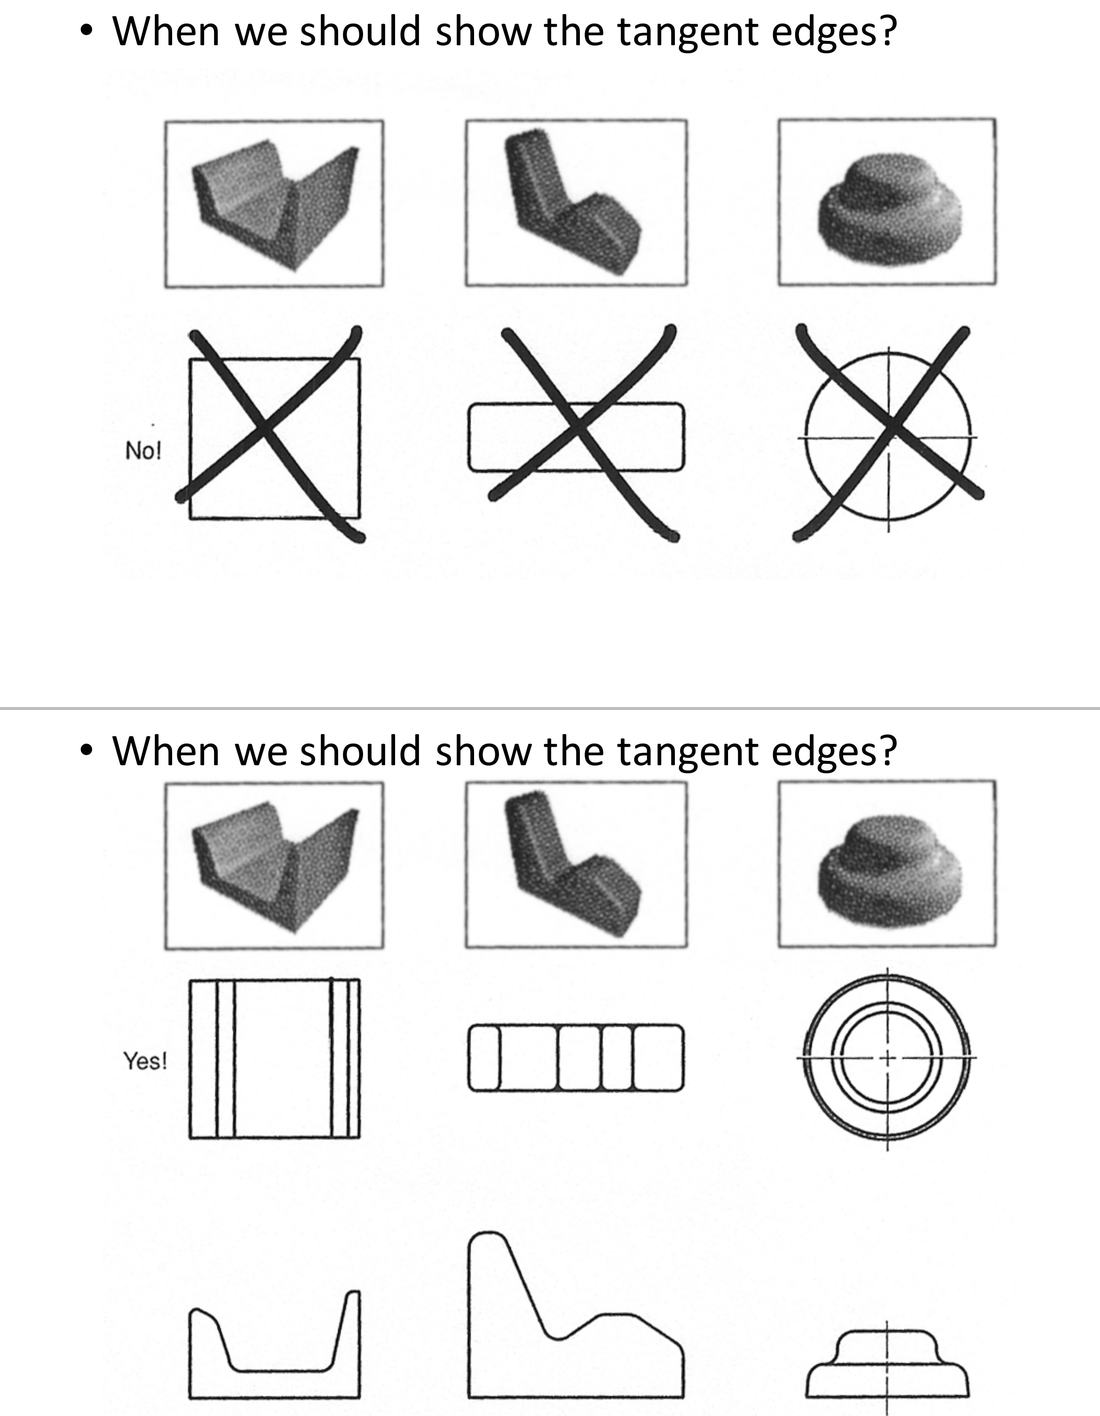 • When we should show the tangent edges?
No!
• When we should show the tangent edges?
Yes!